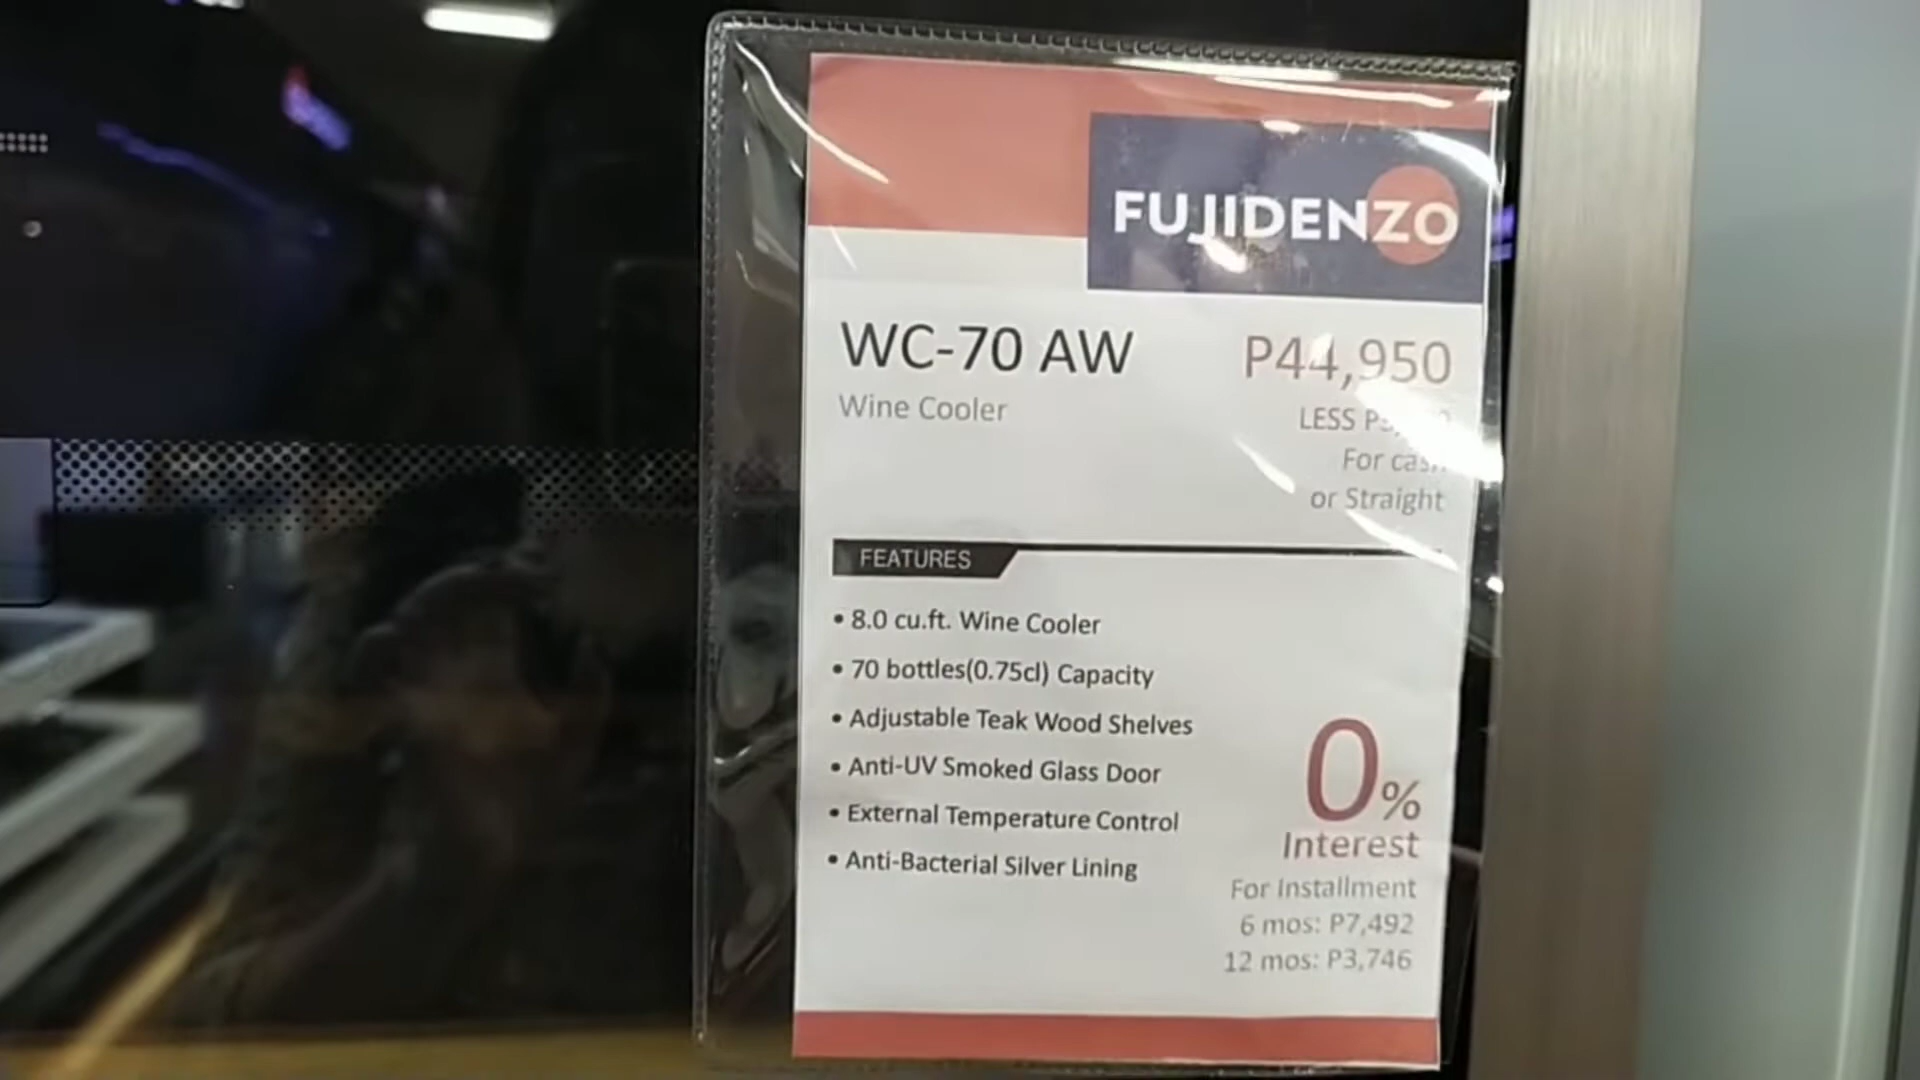 FUJIDENZO
WC-70 AW
P44,950
Wine Cooler
LESS
For cash
or Straight
FEATURES
• 8.0 cu.ft. Wine Cooler
• 70 bottles(0.75cl) Capacity
• Adjustable Teak Wood Shelves
• Anti-UV Smoked Glass Door
• External Temperature Control
• Anti-Bacterial Silver Lining
0%
Interest
For Installment
6 mos: P7,492
12 mos: P3,746